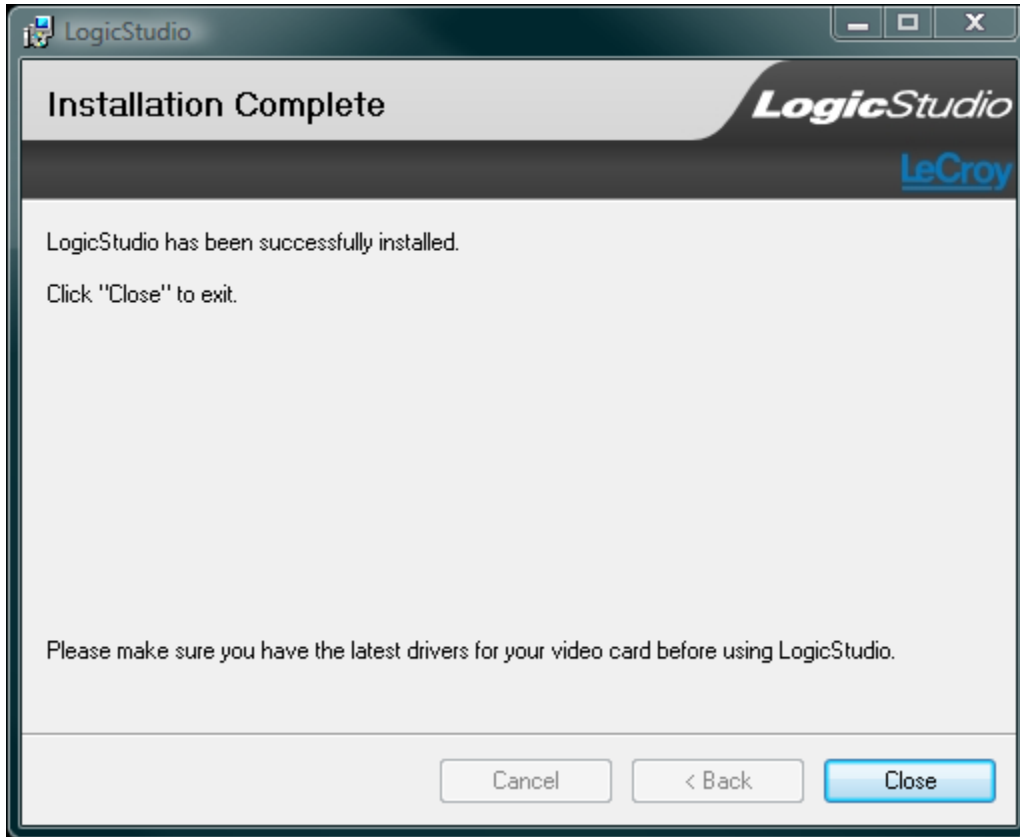 LogicStudio
Installation Complete
LogicStudio
LeCroy
LogicStudio has been successfully installed.
Click "Close" to exit.
Please make sure you have the latest drivers for your video card before using LogicStudio.
Cancel
< Back
Close